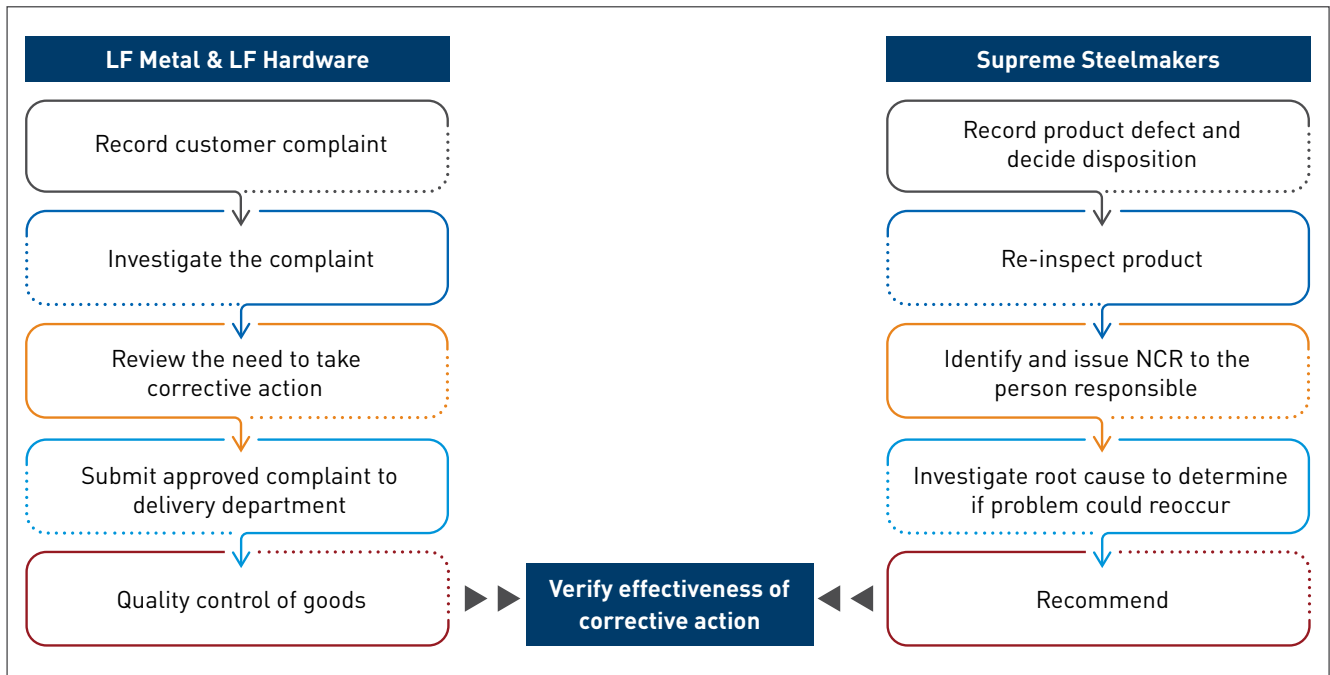 LF Metal & LF Hardware
Record customer complaint
Investigate the complaint
Review the need to take
corrective action
Submit approved complaint to
delivery department
Quality control of goods
Verify effectiveness of
corrective action
Supreme Steelmakers
Record product defect and
decide disposition
Re-inspect product
Identify and issue NCR to the
person responsible
Investigate root cause to determine
if problem could reoccur
Recommend